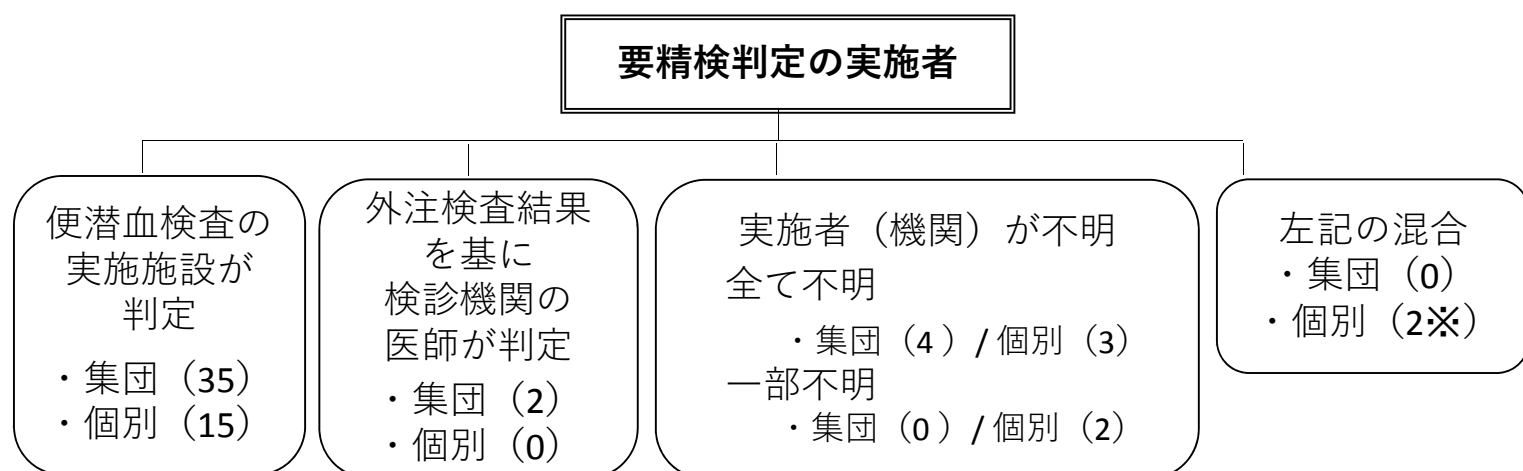 要精検判定の実施者
便潜血検査の
実施施設が
判定
・集団（35）
・個別（15）
外注検査結果
を基に
検診機関の
医師が判定
・集団（2）
・個別（0）
実施者（機関）が不明
全て不明
・集団（4 ）/ 個別（3）
一部不明
・集団（0 ）/ 個別（2）
左記の混合
・集団（0）
・個別（2※）